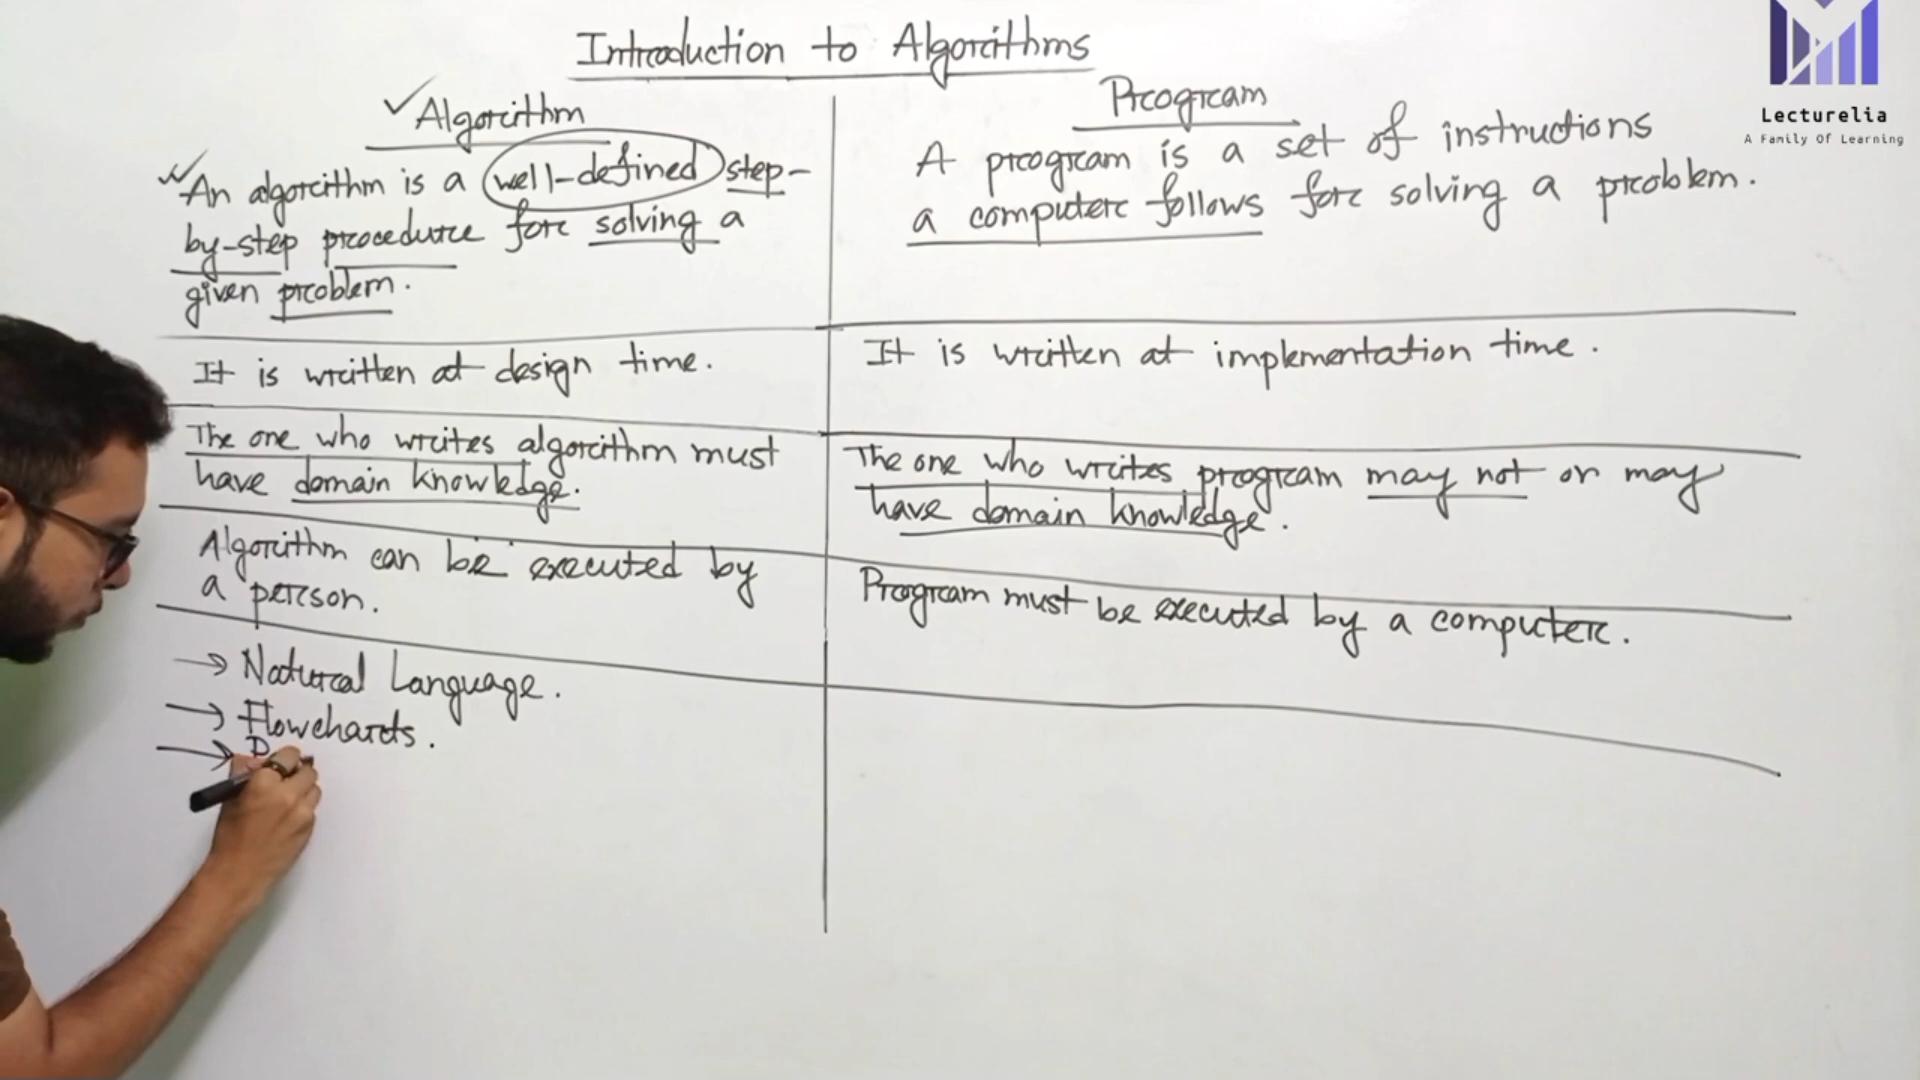 Introduction to Algorithms
Lecturelia
A Family Of Learning
✓Algorithm
An algorithm is a well-defined step-
by-step procedure for solving a
given problem.
Program
A program is a set of instructions
a computer follows for solving a problem.
It is written at design time.
It is written at implementation time.
The one who writes algorithm must
have domain knowledge.
The one who writes program may not or may
have domain knowledge.
Algorithm can be executed by
a person.
Program must be executed by a computer.
→ Natural Language.
→ Flowcharts.
→